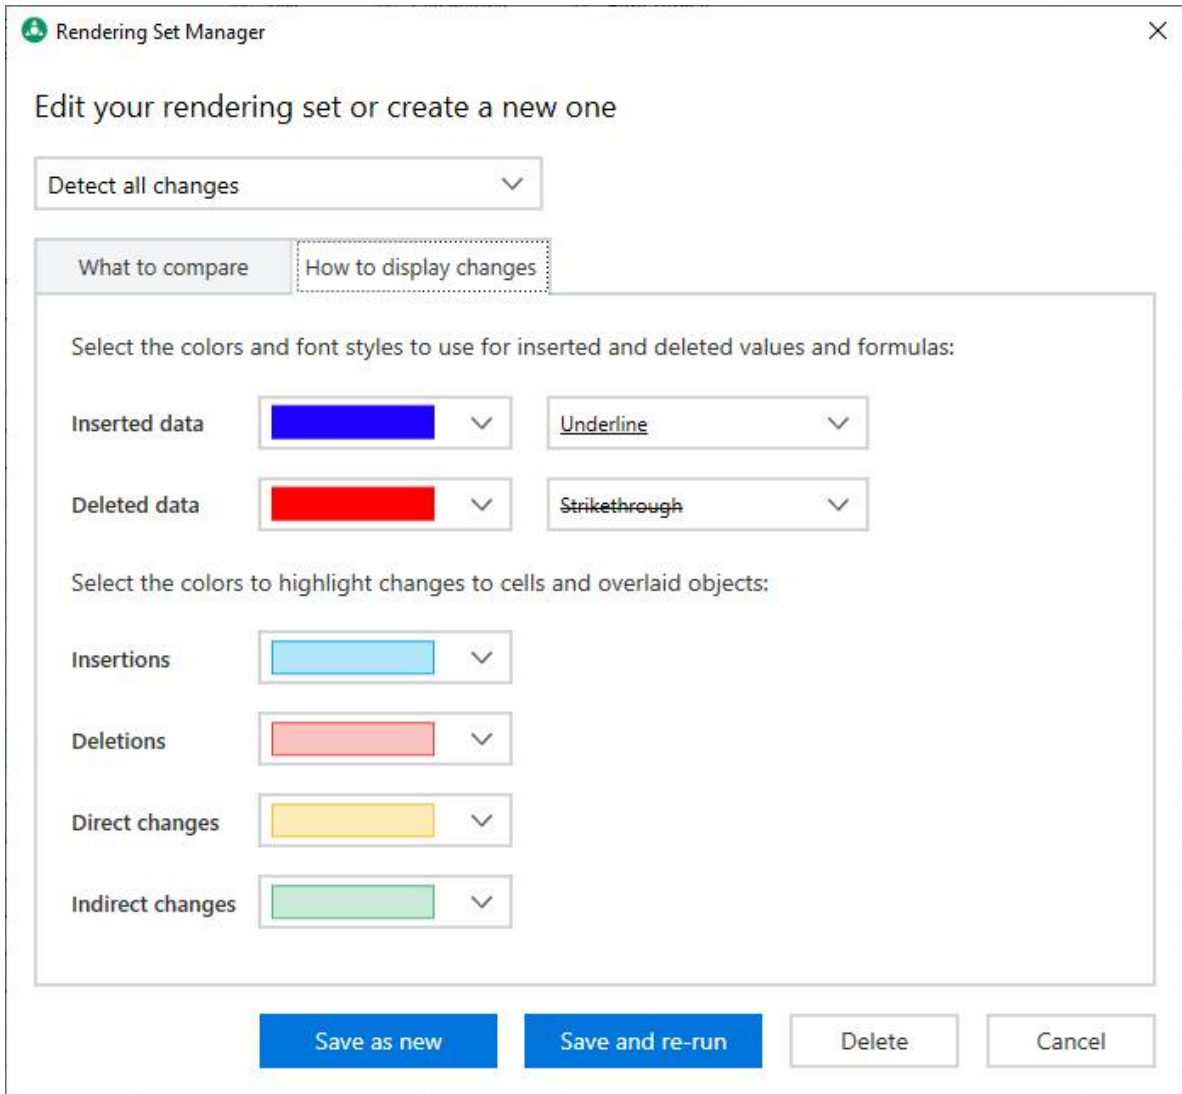 Rendering Set Manager
Edit your rendering set or create a new one
Detect all changes
What to compare
How to display changes
Select the colors and font styles to use for inserted and deleted values and formulas:
Inserted data
Underline
Deleted data
Strikethrough
Select the colors to highlight changes to cells and overlaid objects:
Insertions
Deletions
Direct changes
Indirect changes
Save as new
Save and re-run
Delete
Cancel